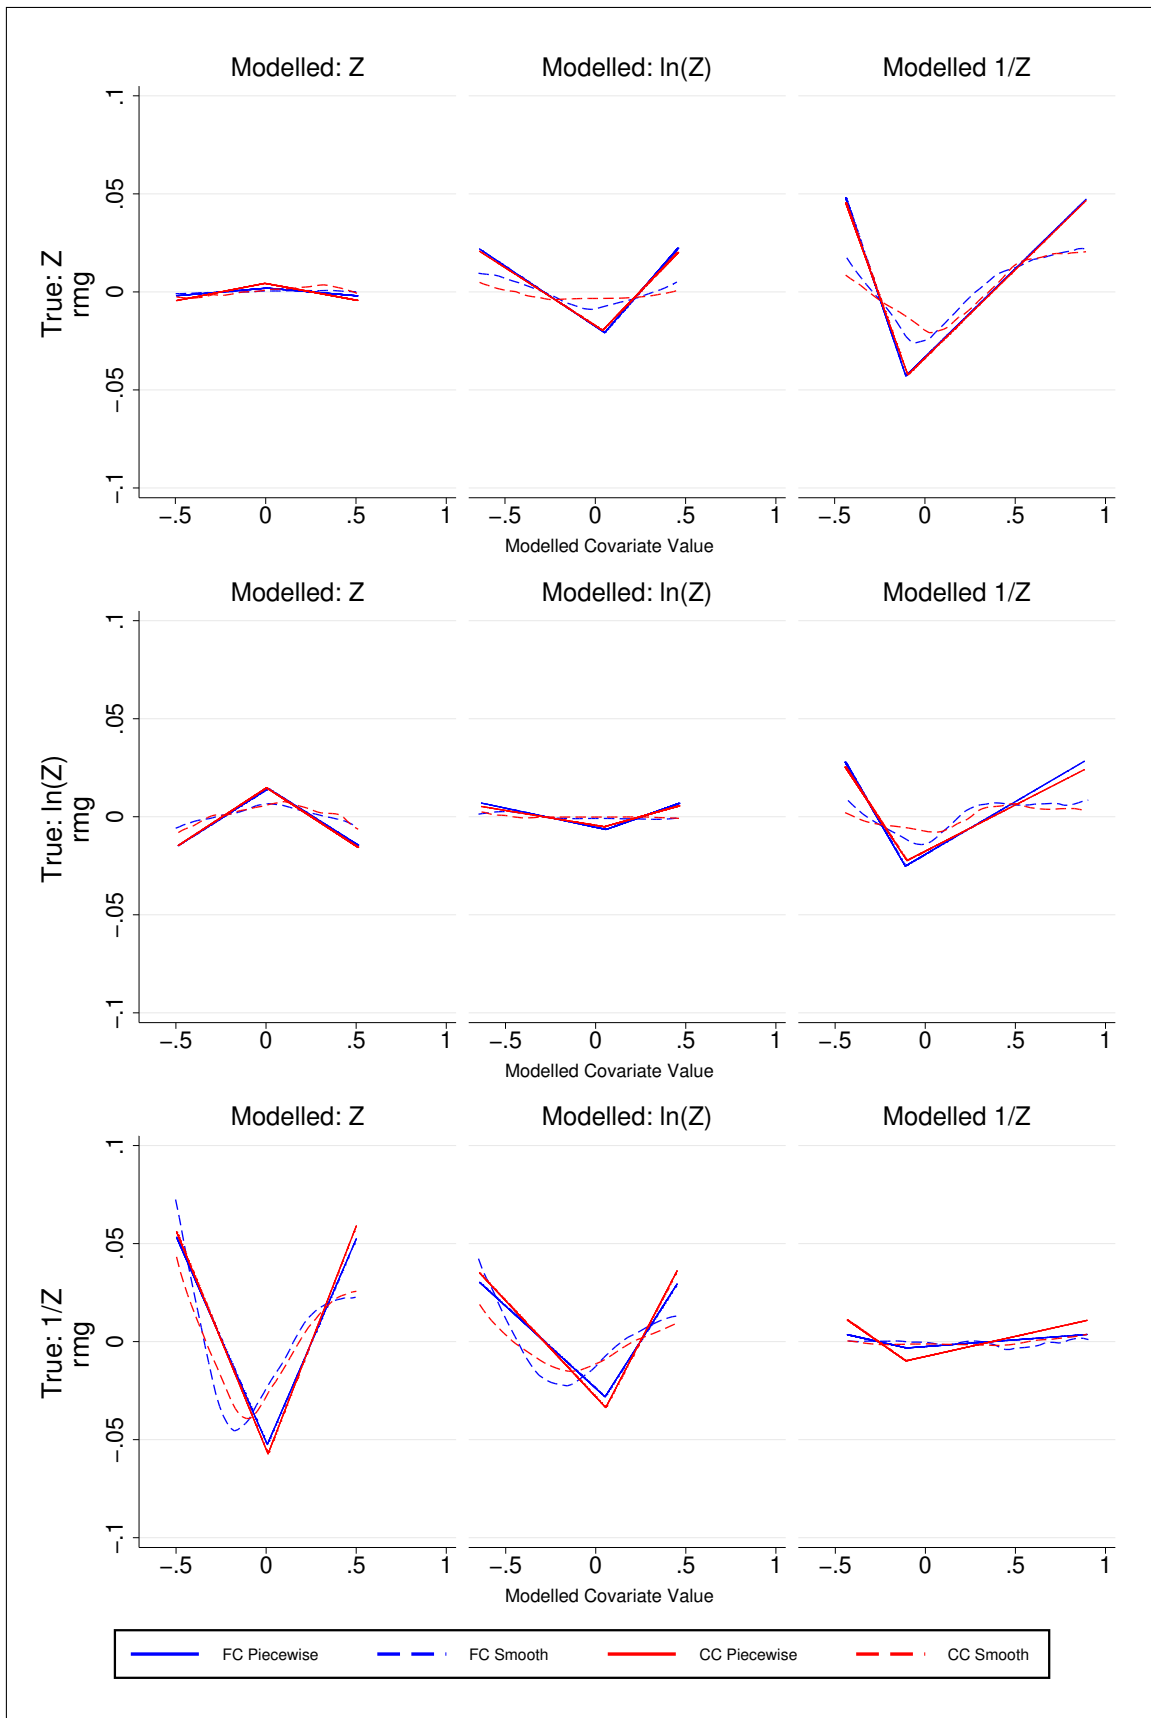 Modelled: Z Modelled: ln(Z) Modelled 1/Z
True: Z
rmg
.1
.05
0
−.05
−.1
−.5 0 .5 1 −.5 0 .5 1 −.5 0 .5 1
Modelled Covariate Value
Modelled: Z Modelled: ln(Z) Modelled 1/Z
True: ln(Z)
rmg
.1
.05
0
−.05
−.1
−.5 0 .5 1 −.5 0 .5 1 −.5 0 .5 1
Modelled Covariate Value
Modelled: Z Modelled: ln(Z) Modelled 1/Z
True: 1/Z
rmg
.1
.05
0
−.05
−.1
−.5 0 .5 1 −.5 0 .5 1 −.5 0 .5 1
Modelled Covariate Value
FC Piecewise FC Smooth CC Piecewise CC Smooth